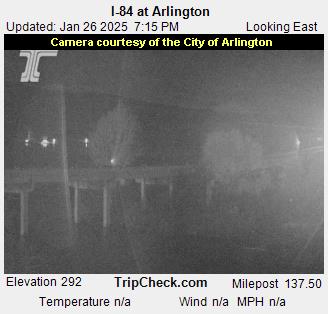 I-84 at Arlington
Updated: Jan 26 2025 7:15 PM Looking East
Camera courtesy of the City of Arlington
Elevation 292 TripCheck.com Milepost 137.50
Temperature n/a Wind n/a MPH n/a